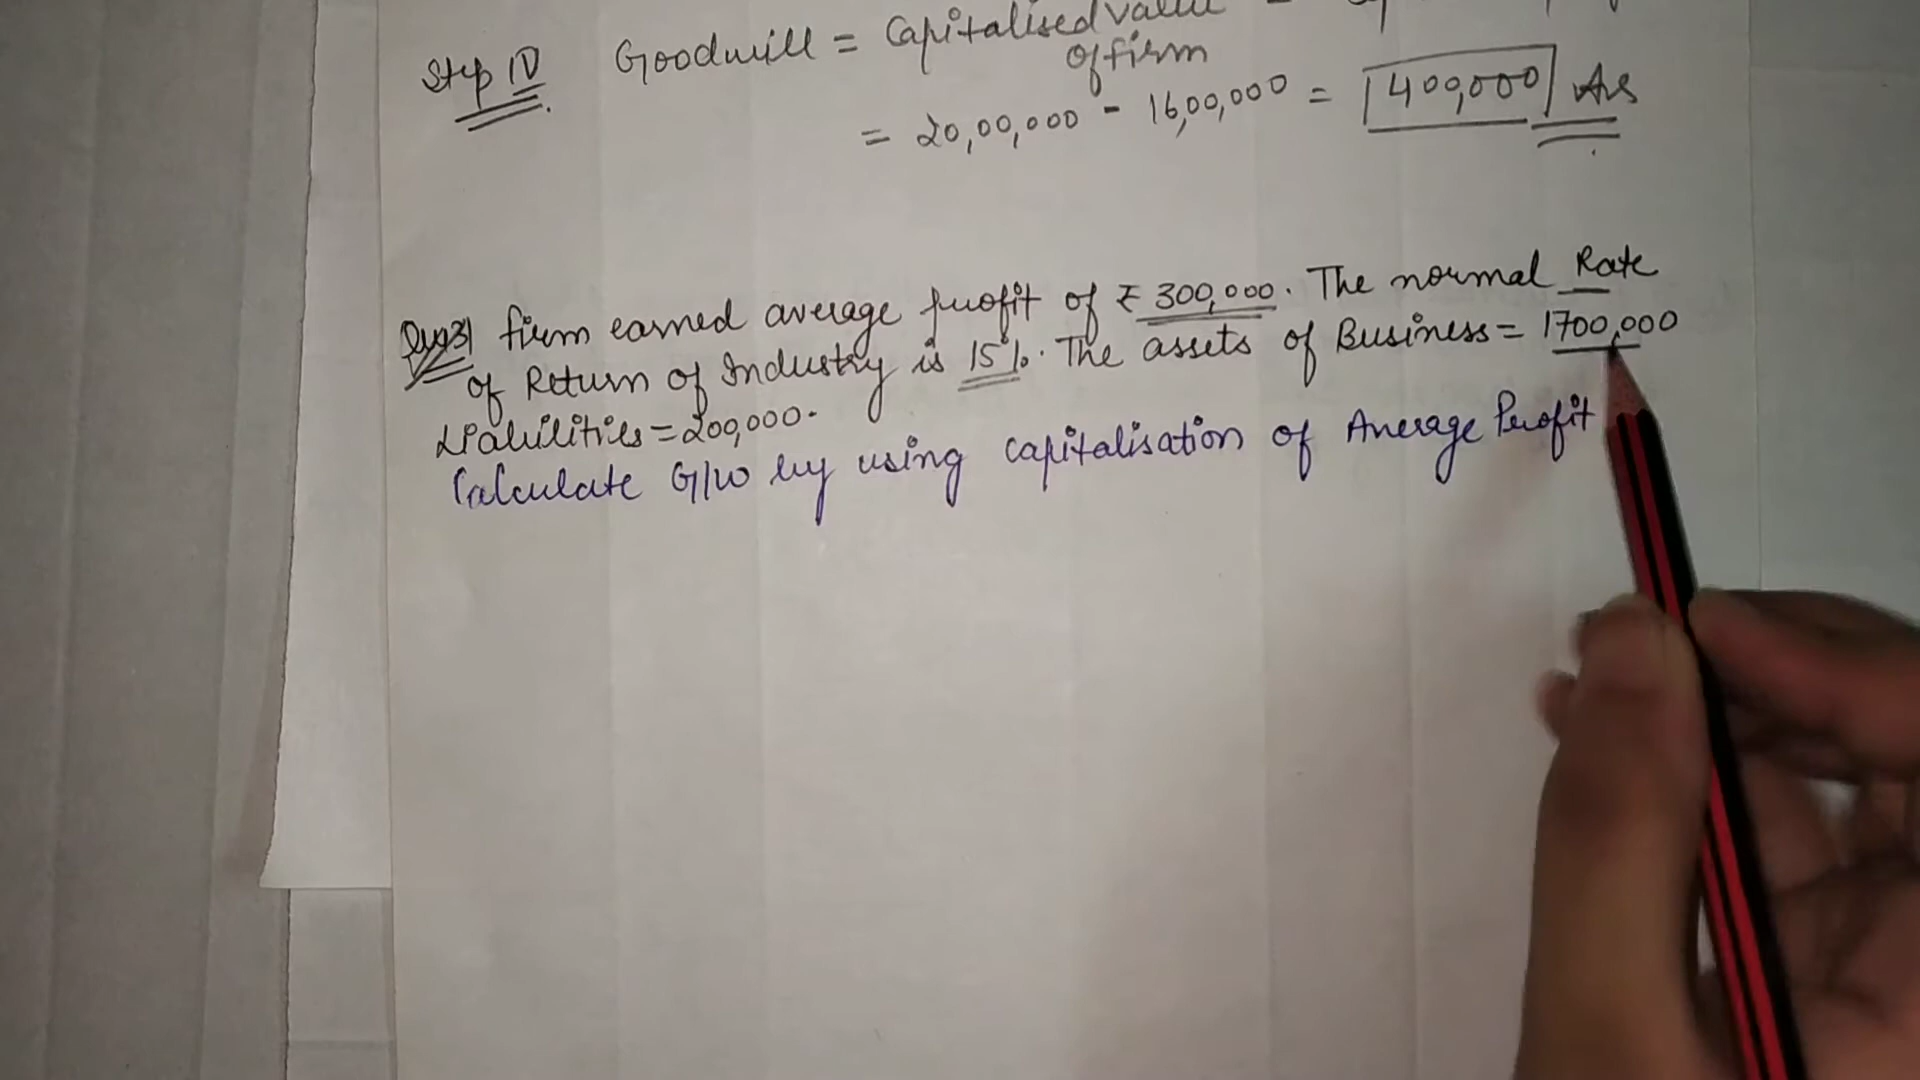 Step IV Goodwill = Capitalised value -
of firm
= 20,00,000 - 16,00,000 = 400,000 Ans
Ques 3) firm earned average profit of ₹ 300,000. The normal Rate
of Return of Industry is 15%. The assets of Business = 1700,000
Liabilities = 200,000.
Calculate G/w by using capitalisation of Average Profit